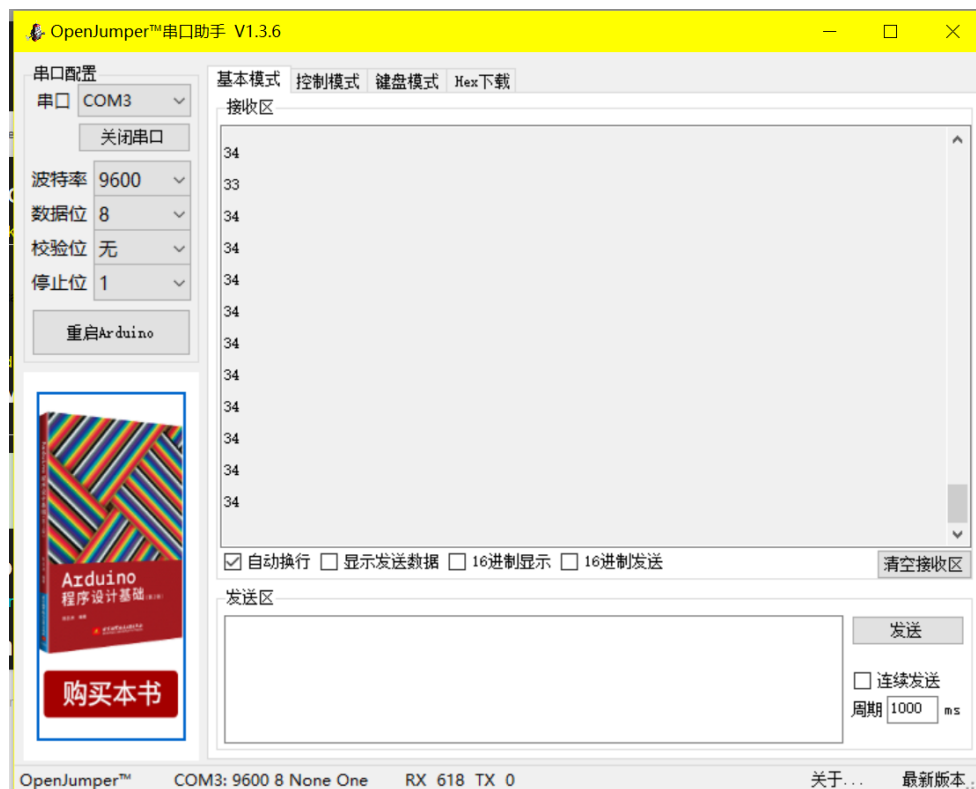 OpenJumper™串口助手 V1.3.6
串口配置
串口 COM3
关闭串口
波特率 9600
数据位 8
校验位 无
停止位 1
重启Arduino
Arduino
程序设计基础
购买本书
基本模式 控制模式 键盘模式 Hex下载
接收区
34
33
34
34
34
34
34
34
34
34
34
34
自动换行 显示发送数据 16进制显示 16进制发送
清空接收区
发送区
发送
连续发送
周期 1000 ms
OpenJumper™ COM3: 9600 8 None One RX 618 TX 0 关于... 最新版本